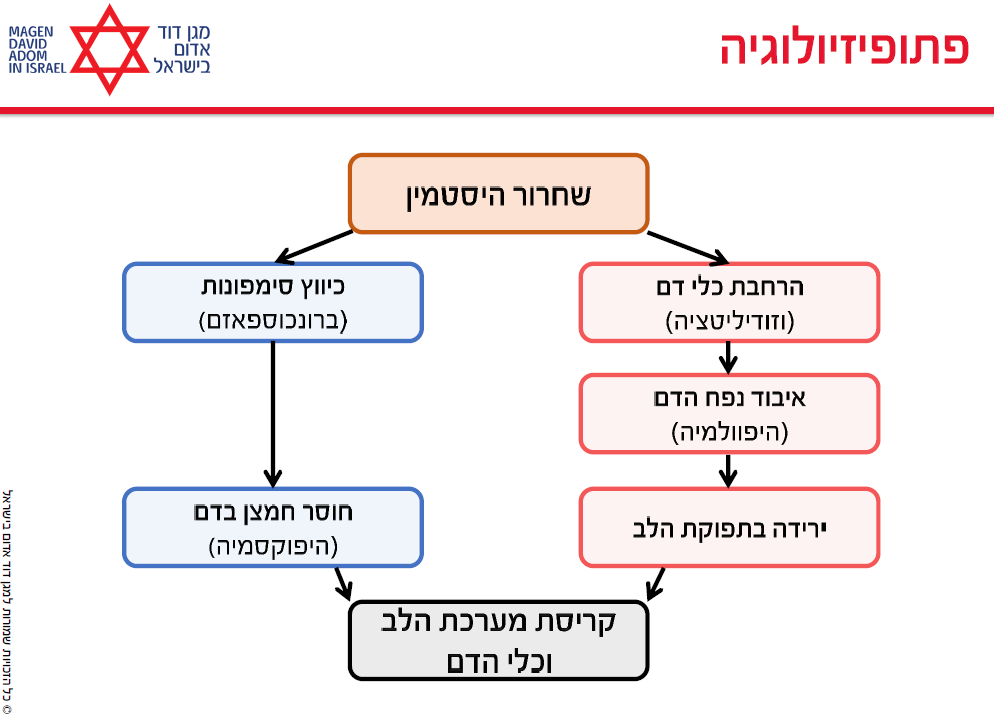 MAGEN
DAVID
ADOM
IN ISRAEL
מגן דוד
אדום
בישראל
פתופיזיולוגיה
שחרור היסטמין
הרחבת כלי דם
(וזודיליטציה)
איבוד נפח הדם
(היפוולמיה)
ירידה בתפוקת הלב
כיווץ סימפונות
(ברונכוספאזם)
חוסר חמצן בדם
(היפוקסמיה)
קריסת מערכת הלב
וכלי הדם
© כל הזכויות שמורות למגן דוד אדום בישראל